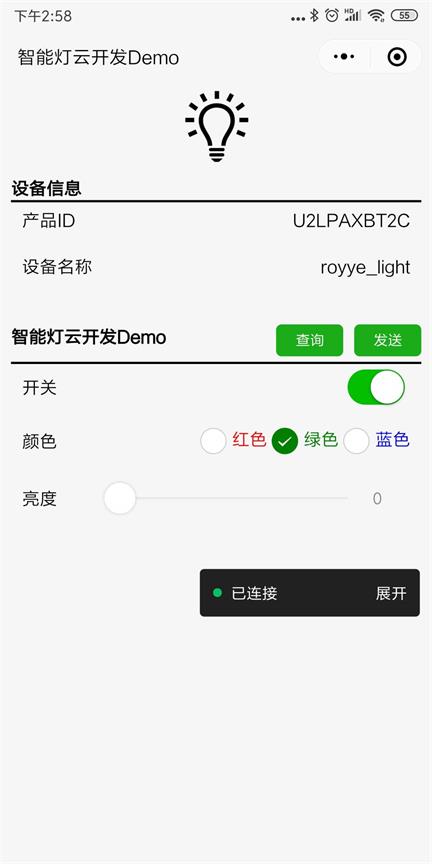 下午2:58
HD
55
智能灯云开发Demo
设备信息
产品ID U2LPAXBT2C
设备名称 royye_light
智能灯云开发Demo 查询 发送
开关
颜色 红色 绿色 蓝色
亮度 0
已连接 展开